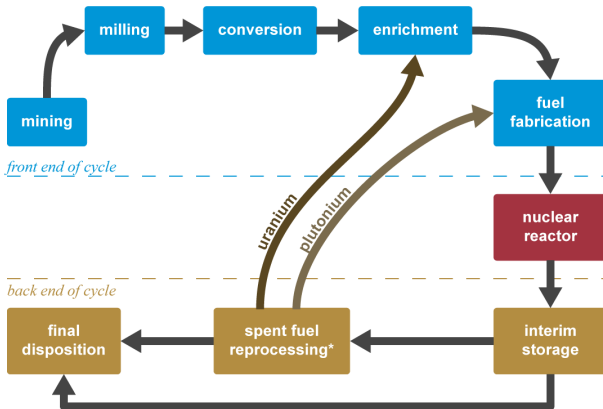 milling
conversion
enrichment
mining
fuel
fabrication
front end of cycle
uranium
plutonium
nuclear
reactor
back end of cycle
final
disposition
spent fuel
reprocessing*
interim
storage